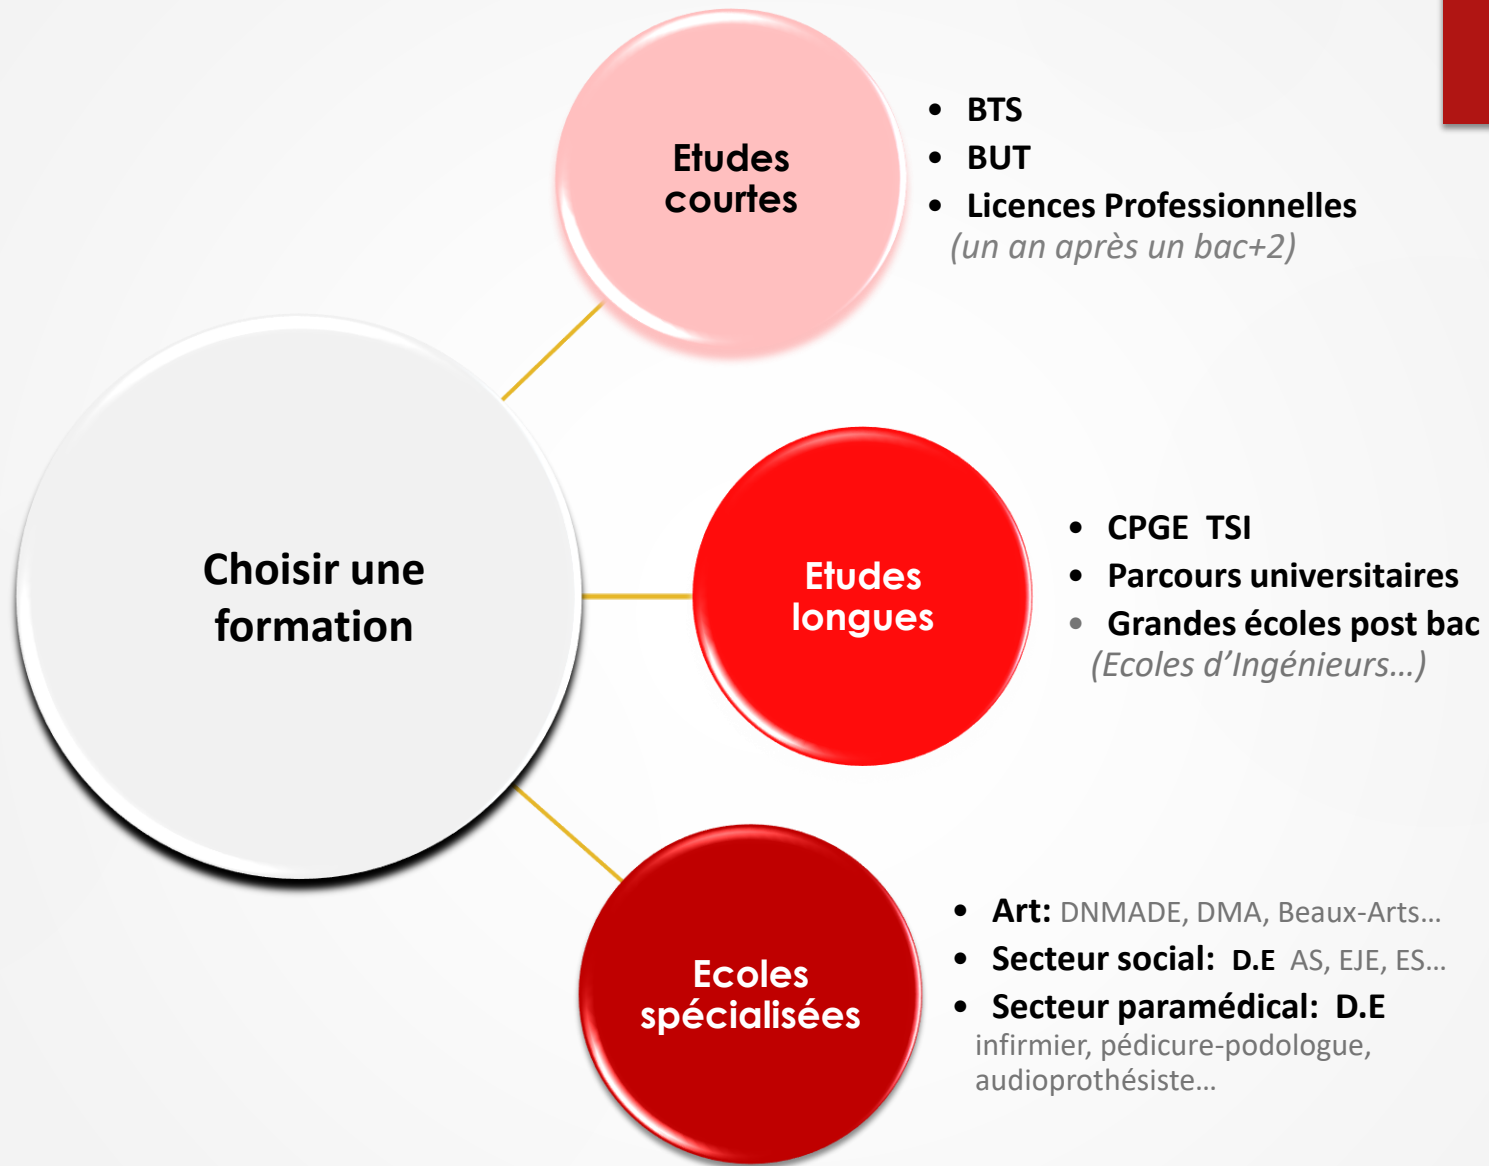 Choisir une
formation
Etudes
courtes
• BTS
• BUT
• Licences Professionnelles
(un an après un bac+2)
Etudes
longues
• CPGE TSI
• Parcours universitaires
• Grandes écoles post bac
(Ecoles d’Ingénieurs…)
Ecoles
spécialisées
• Art: DNMADE, DMA, Beaux-Arts…
• Secteur social: D.E AS, EJE, ES…
• Secteur paramédical: D.E
infirmier, pédicure-podologue,
audioprothésiste…